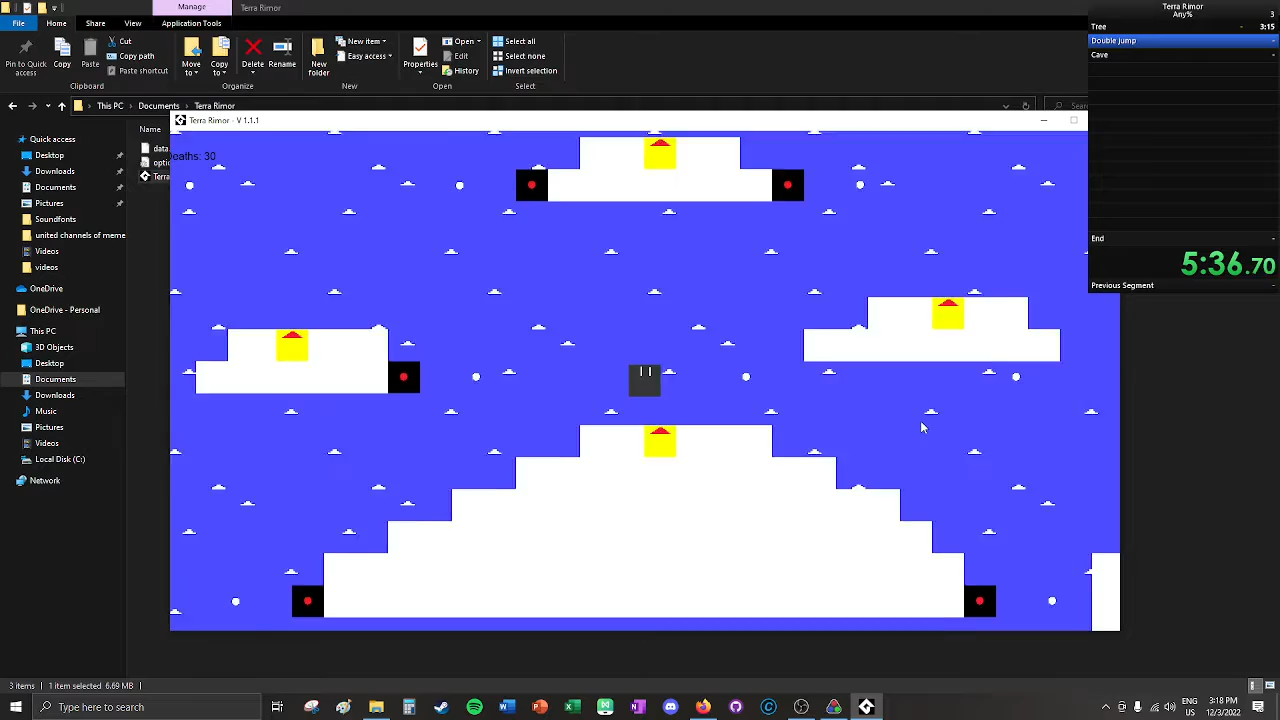 Manage
Terra Rimor
File
Home
Share
View
Application Tools
Pin to Quick access
Copy
Paste
Cut
Copy path
Paste shortcut
Clipboard
Move to
Copy to
Delete
Rename
Organize
New folder
New item
Easy access
New
Properties
Open
Edit
History
Open
Select all
Select none
Invert selection
Select
This PC
Documents
Terra Rimor
Terra Rimor
Any%
3
Tree
-
3:15
Double jump
-
Cave
-
End
-
5:36.70
Previous Segment
-
Terra Rimor - V 1.1.1
Deaths: 30
Name
data.
optio
Terra
Quick access
Desktop
Downloads
Documents
Pictures
Soundfonts
united channels of meme
Videos
videos
OneDrive
OneDrive - Personal
This PC
3D Objects
Desktop
Documents
Downloads
Music
Pictures
Videos
Local Disk (C:)
Network
3 items
1 item selected 6.69 MB
Type here to search
ENG
US
3:18 PM
12/3/2022